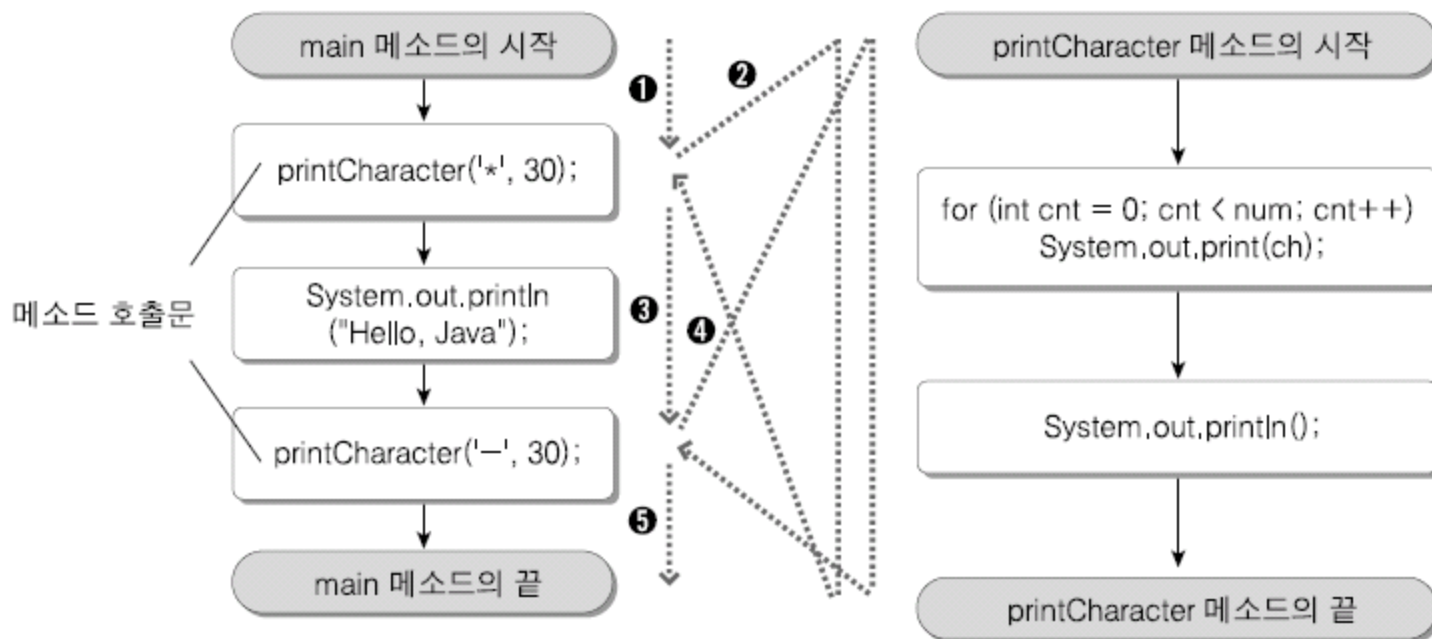 main 메소드의 시작
printCharacter('*', 30);
System.out.println
("Hello, Java");
printCharacter('-', 30);
main 메소드의 끝
메소드 호출문
❶
❷
❸
❹
❺
printCharacter 메소드의 시작
for (int cnt = 0; cnt < num; cnt++)
System.out.print(ch);
System.out.println();
printCharacter 메소드의 끝